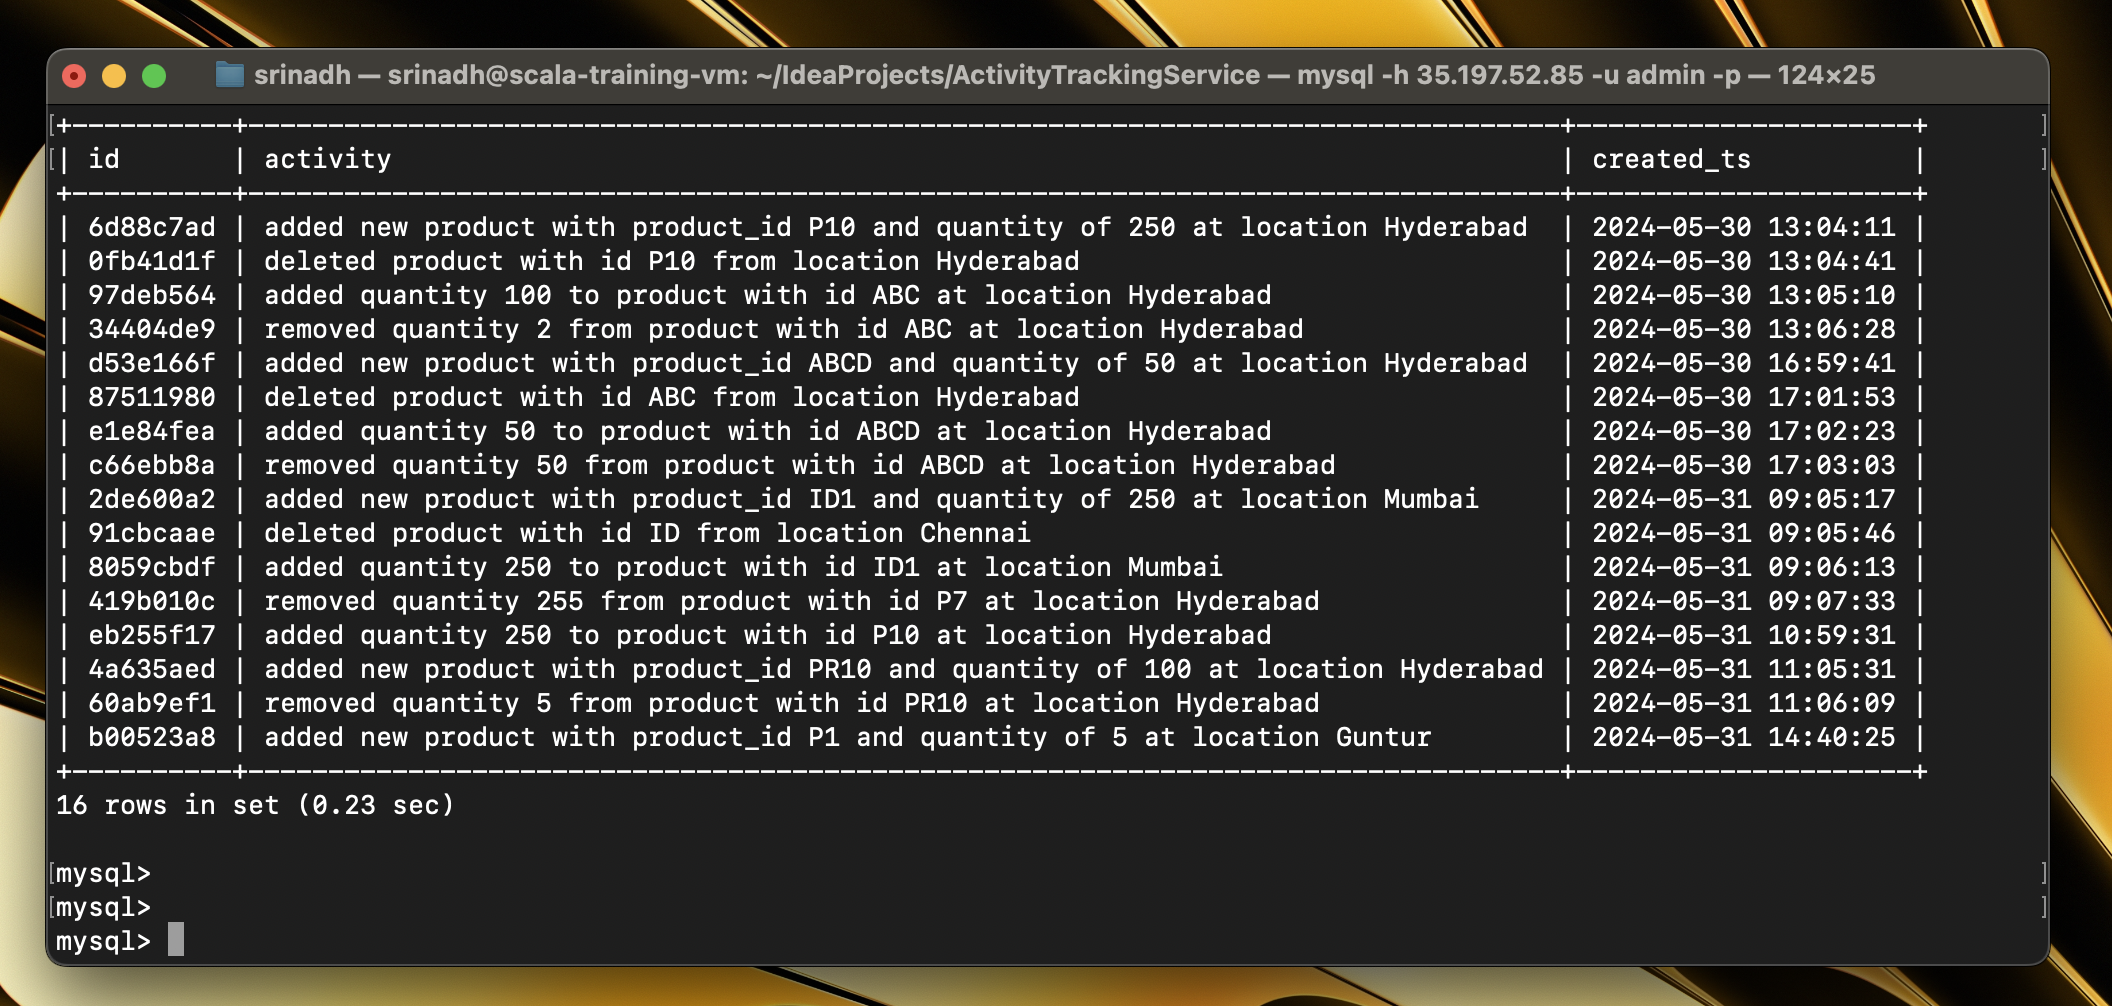 srinadh — srinadh@scala-training-vm: ~/IdeaProjects/ActivityTrackingService — mysql -h 35.197.52.85 -u admin -p — 124×25
+----------+----------------------------------------------------------------------------------+---------------------+
| id       | activity                                                                         | created_ts          |
+----------+----------------------------------------------------------------------------------+---------------------+
| 6d88c7ad | added new product with product_id P10 and quantity of 250 at location Hyderabad  | 2024-05-30 13:04:11 |
| 0fb41d1f | deleted product with id P10 from location Hyderabad                              | 2024-05-30 13:04:41 |
| 97deb564 | added quantity 100 to product with id ABC at location Hyderabad                  | 2024-05-30 13:05:10 |
| 34404de9 | removed quantity 2 from product with id ABC at location Hyderabad                | 2024-05-30 13:06:28 |
| d53e166f | added new product with product_id ABCD and quantity of 50 at location Hyderabad  | 2024-05-30 16:59:41 |
| 87511980 | deleted product with id ABC from location Hyderabad                              | 2024-05-30 17:01:53 |
| e1e84fea | added quantity 50 to product with id ABCD at location Hyderabad                  | 2024-05-30 17:02:23 |
| c66ebb8a | removed quantity 50 from product with id ABCD at location Hyderabad              | 2024-05-30 17:03:03 |
| 2de600a2 | added new product with product_id ID1 and quantity of 250 at location Mumbai     | 2024-05-31 09:05:17 |
| 91cbcaae | deleted product with id ID from location Chennai                                 | 2024-05-31 09:05:46 |
| 8059cbdf | added quantity 250 to product with id ID1 at location Mumbai                     | 2024-05-31 09:06:13 |
| 419b010c | removed quantity 255 from product with id P7 at location Hyderabad               | 2024-05-31 09:07:33 |
| eb255f17 | added quantity 250 to product with id P10 at location Hyderabad                  | 2024-05-31 10:59:31 |
| 4a635aed | added new product with product_id PR10 and quantity of 100 at location Hyderabad | 2024-05-31 11:05:31 |
| 60ab9ef1 | removed quantity 5 from product with id PR10 at location Hyderabad               | 2024-05-31 11:06:09 |
| b00523a8 | added new product with product_id P1 and quantity of 5 at location Guntur        | 2024-05-31 14:40:25 |
+----------+----------------------------------------------------------------------------------+---------------------+
16 rows in set (0.23 sec)
mysql>
mysql>
mysql>